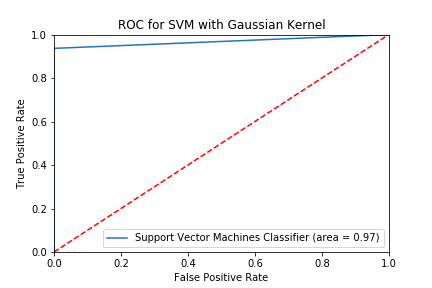 ROC for SVM with Gaussian Kernel
True Positive Rate
1.0
0.8
0.6
0.4
0.2
0.0
Support Vector Machines Classifier (area = 0.97)
0.0 0.2 0.4 0.6 0.8 1.0
False Positive Rate